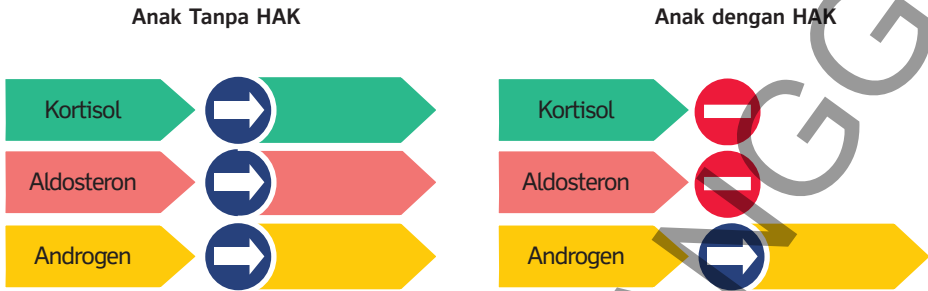 Anak Tanpa HAK
Anak dengan HAK
Kortisol
Kortisol
Aldosteron
Aldosteron
Androgen
Androgen